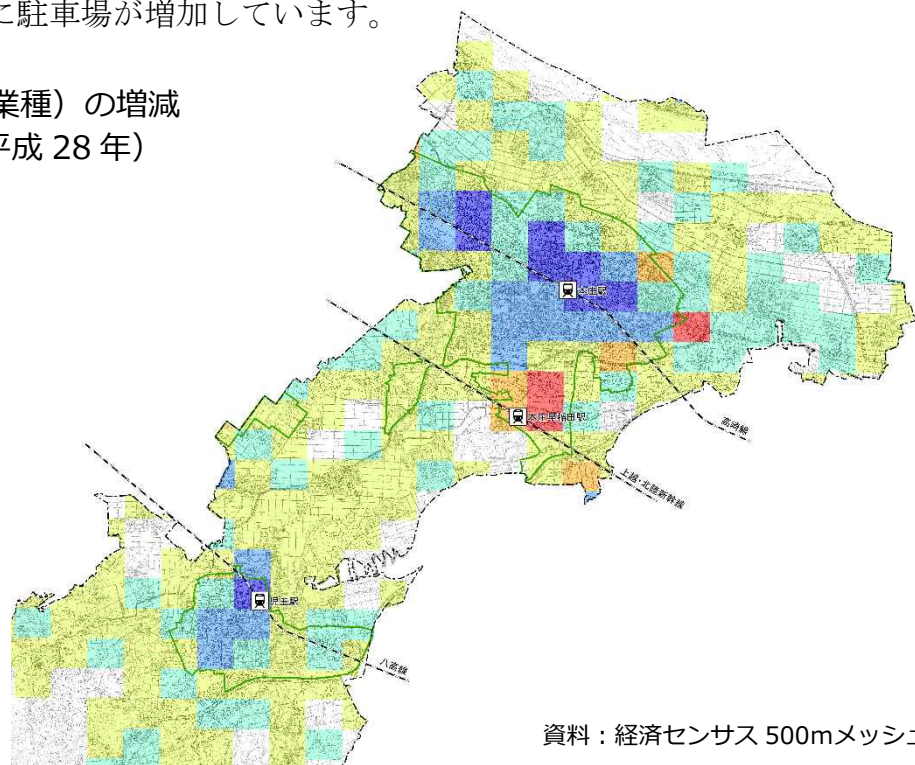 に駐車場が増加しています。
業種）の増減
平成 28 年）
本庄駅
高崎線
本庄早稲田駅
上越・北陸新幹線
児玉駅
八高線
資料：経済センサス 500mメッシュ